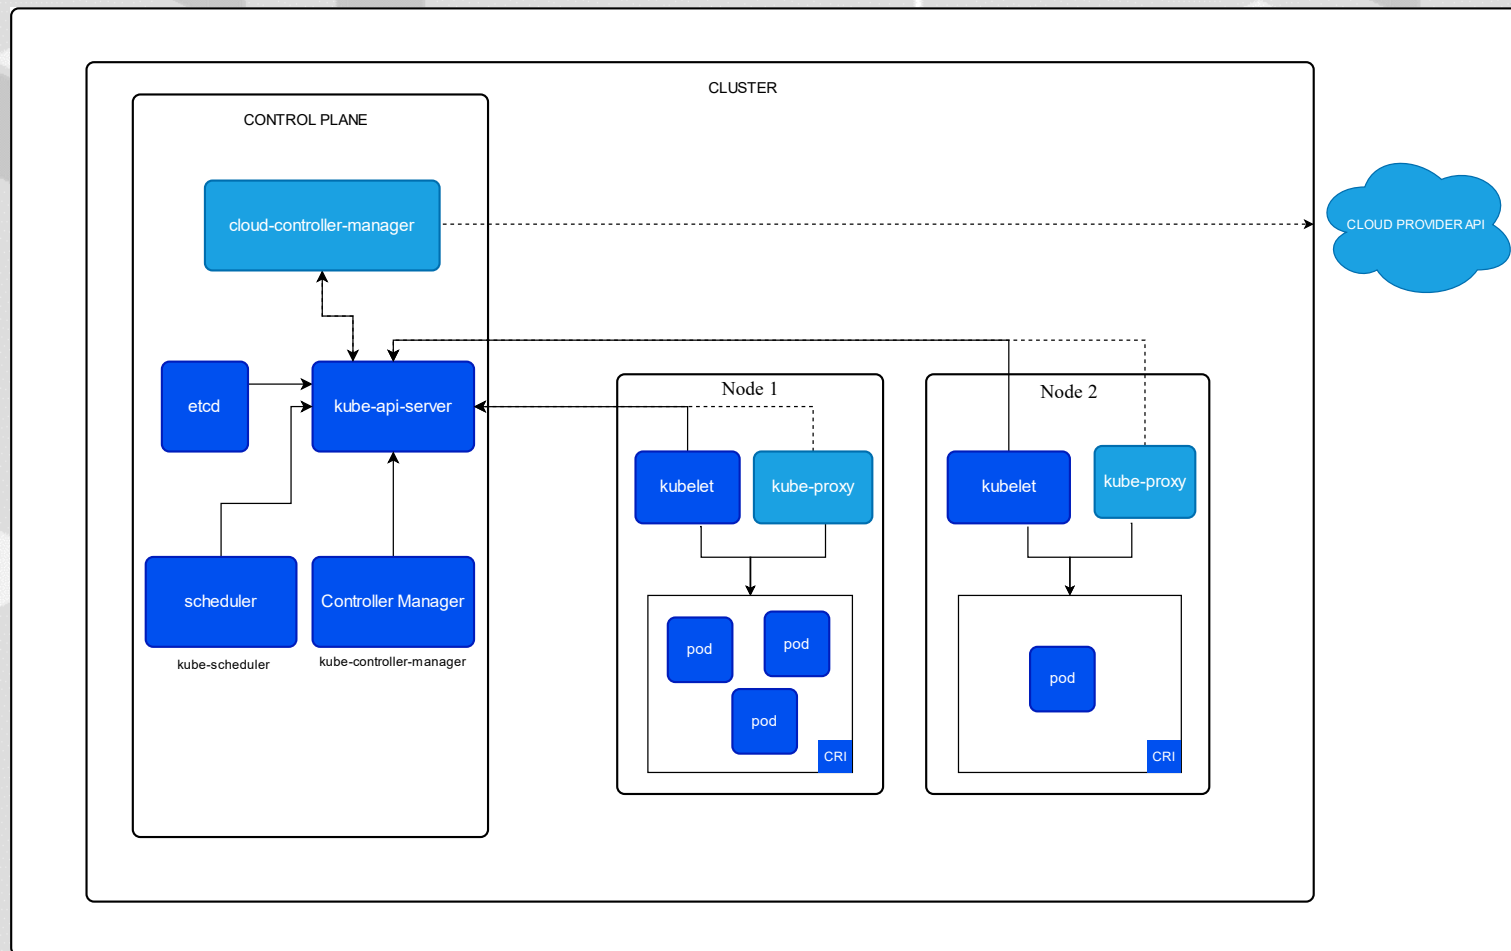 CLUSTER
CONTROL PLANE
cloud-controller-manager
CLOUD PROVIDER API
etcd
kube-api-server
scheduler
kube-scheduler
Controller Manager
kube-controller-manager
Node 1
kubelet
kube-proxy
pod
pod
pod
CRI
Node 2
kubelet
kube-proxy
pod
CRI